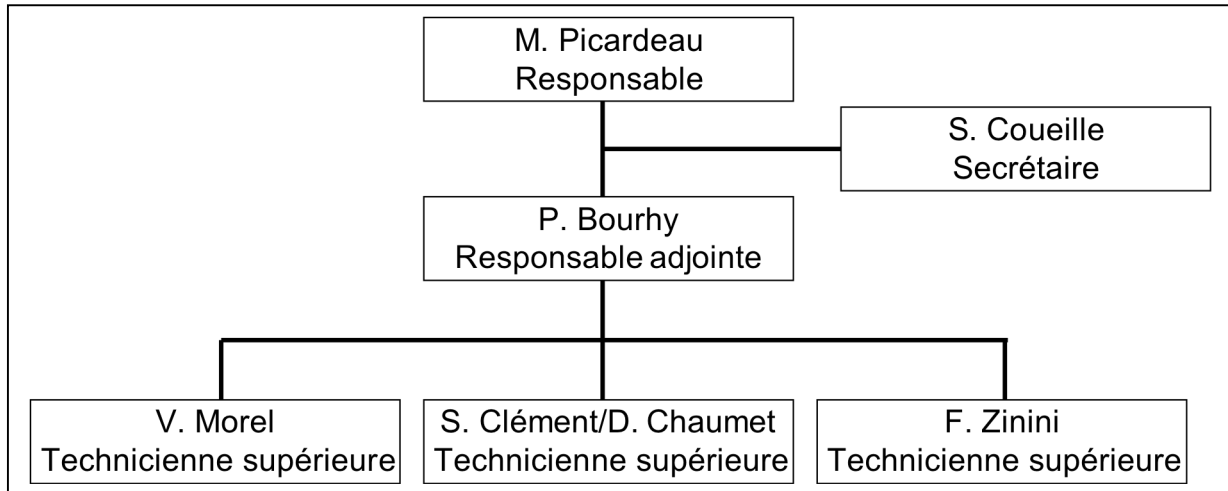 M. Picardeau
Responsable
S. Coueille
Secrétaire
P. Bourhy
Responsable adjointe
V. Morel
Technicienne supérieure
S. Clément/D. Chaumet
Technicienne supérieure
F. Zinini
Technicienne supérieure